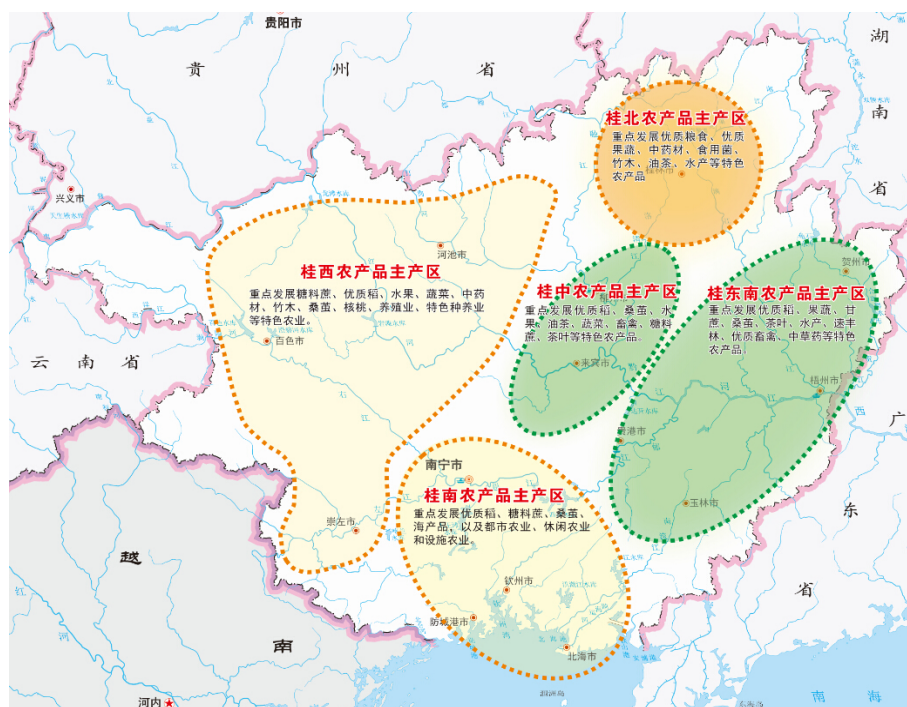 贵阳市
贵州省
湖南省
兴义市
桂北农产品主产区
重点发展优质粮食、优质
果蔬、中药材、食用菌、
竹木、油茶、水产等特色
农产品
桂林市
河池市
贺州市
桂西农产品主产区
重点发展糖料蔗、优质稻、水果、蔬菜、中药
材、竹木、桑蚕、核桃、养殖业、特色种养业
等特色农业。
桂中农产品主产区
重点发展优质稻、桑蚕、水
果、油茶、蔬菜、畜禽、糖料
蔗、茶叶等特色农产品。
桂东南农产品主产区
重点发展优质稻、果蔬、甘
蔗、桑蚕、茶叶、水产、速丰
林、优质畜禽、中草药等特色
农产品
百色市
来宾市
云南省
梧州市
右
江
西
广东省
贵港市
南宁市
桂南农产品主产区
重点发展优质稻、糖料蔗、桑蚕、
海产品，以及都市农业、休闲农业
和设施农业。
玉林市
崇左市
越南
钦州市
防城港市
北海市
红
河
河内
涠洲岛
南海